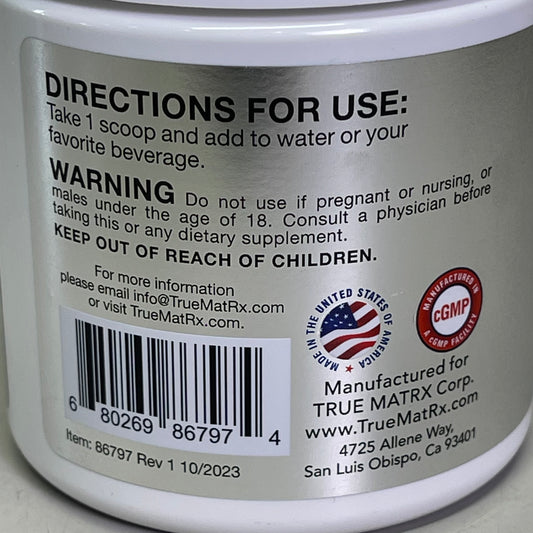 DIRECTIONS FOR USE:
Take 1 scoop and add to water or your
favorite beverage.
WARNING Do not use if pregnant or nursing, or
males under the age of 18. Consult a physician before
taking this or any dietary supplement.
KEEP OUT OF REACH OF CHILDREN.
For more information
please email info@TrueMatRx.com
or visit TrueMatRx.com.
6 80269 86797 4
Item: 86797 Rev 1 10/2023
MADE IN THE UNITED STATES OF AMERICA
MANUFACTURED IN
cGMP
A CGMP FACILITY
Manufactured for
TRUE MATRX Corp.
www.TrueMatRx.com
4725 Allene Way,
San Luis Obispo, Ca 93401